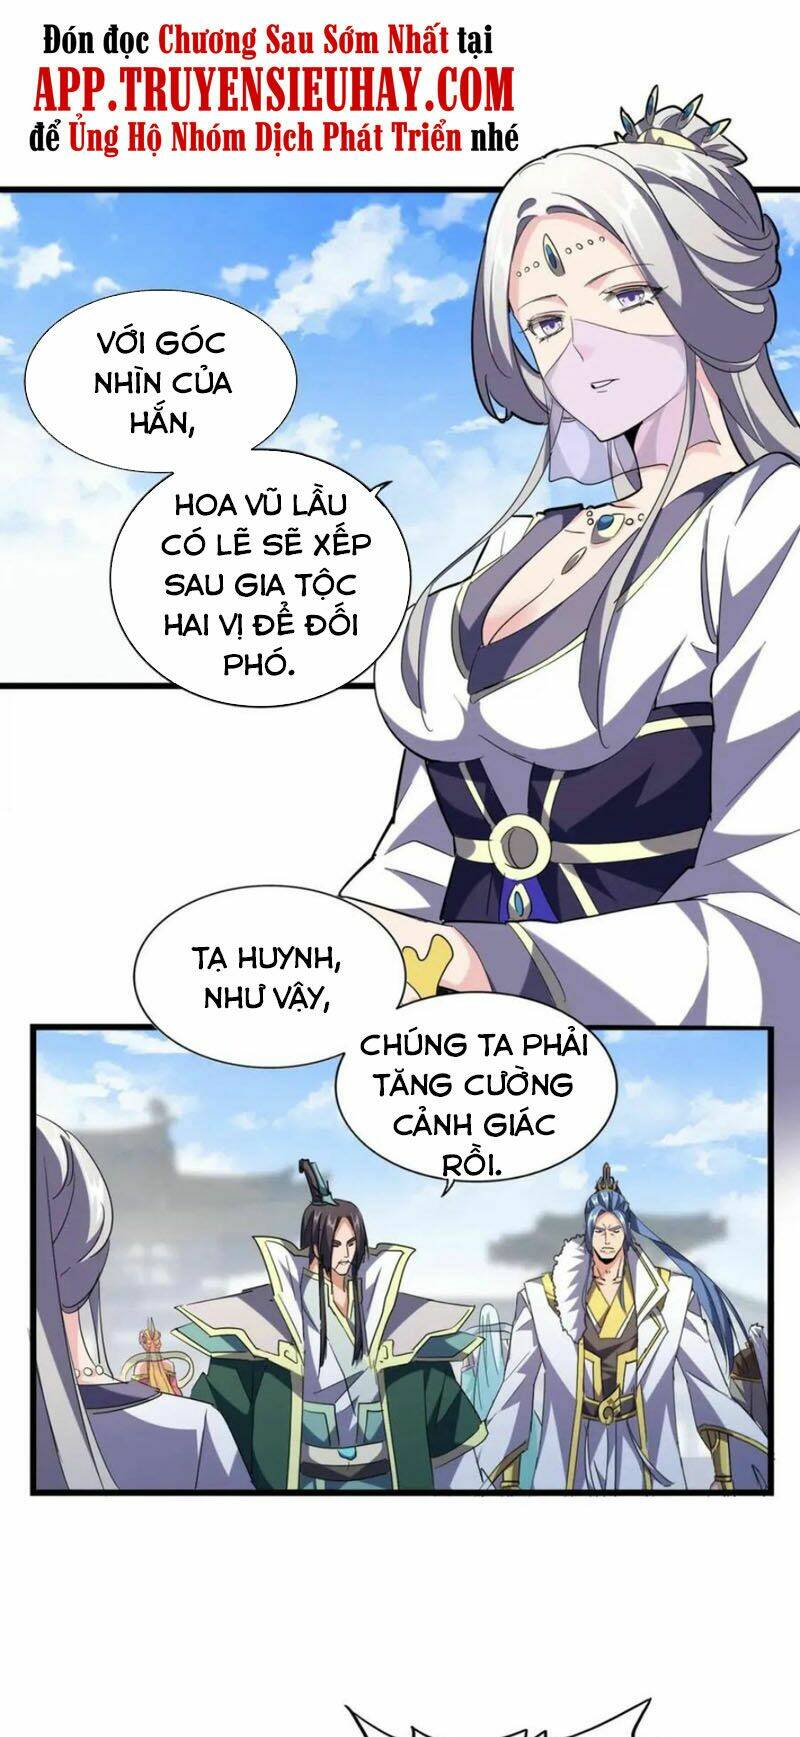 Đón đọc Chương Sau Sớm Nhất tại
APP.TRUYENSIEUHAY.COM
để Ủng Hộ Nhóm Dịch Phát Triển nhé
VỚI GÓC
NHÌN CỦA
HẮN,
HOA VŨ LẦU
CÓ LẼ SẼ XẾP
SAU GIA TỘC
HAI VỊ ĐỂ ĐỐI
PHÓ.
TẠ HUYNH,
NHƯ VẬY,
CHÚNG TA PHẢI
TĂNG CƯỜNG
CẢNH GIÁC
RỒI.